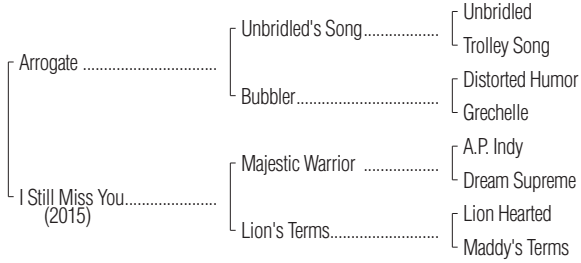 Unbridled
Unbridled's Song..................
Trolley Song
Arrogate ................................
Distorted Humor
Bubbler..................................
Grechelle
A.P. Indy
Majestic Warrior ..................
Dream Supreme
I Still Miss You.....................
(2015)
Lion Hearted
Lion's Terms..........................
Maddy's Terms